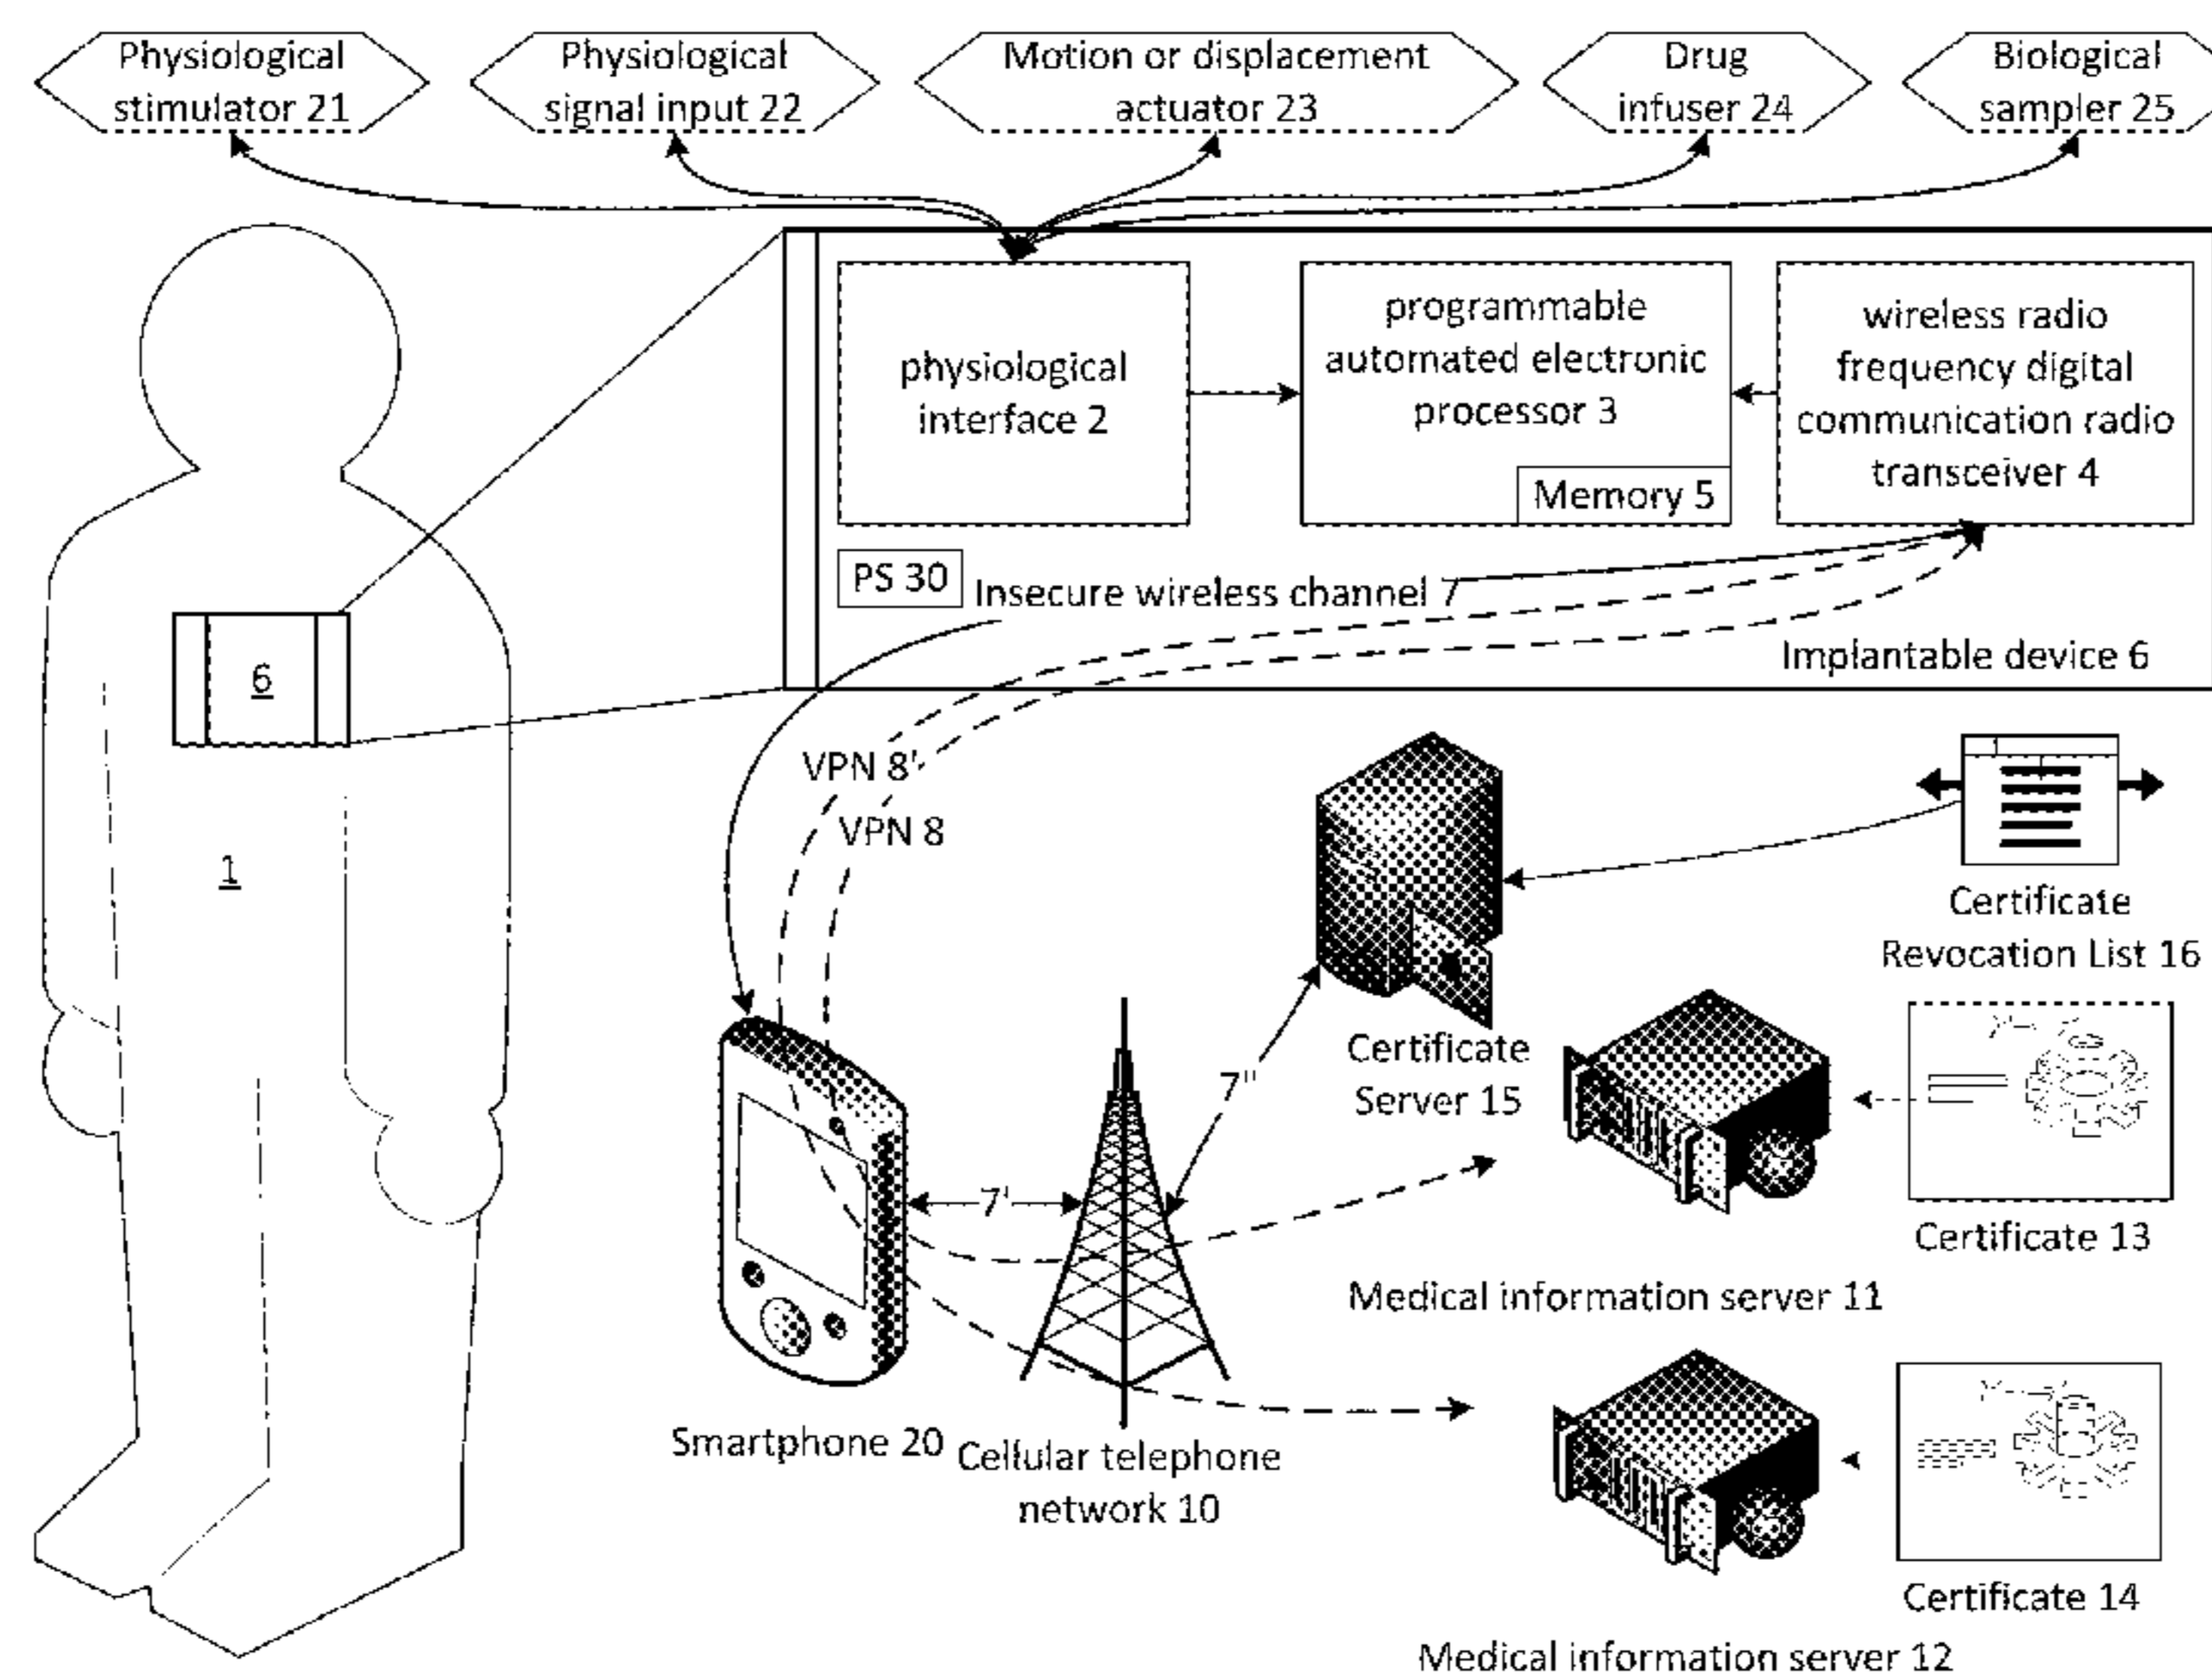 Physiological
stimulator 21
Physiological
signal input 22
Motion or displacement
actuator 23
Drug
infuser 24
Biological
sampler 25
physiological
interface 2
programmable
automated electronic
processor 3
Memory 5
wireless radio
frequency digital
communication radio
transceiver 4
PS 30
Insecure wireless channel 7
Implantable device 6
6
1
VPN 8'
VPN 8
Certificate
Revocation List 16
Certificate
Server 15
7"
7'
Certificate 13
Medical information server 11
Smartphone 20
Cellular telephone
network 10
Certificate 14
Medical information server 12